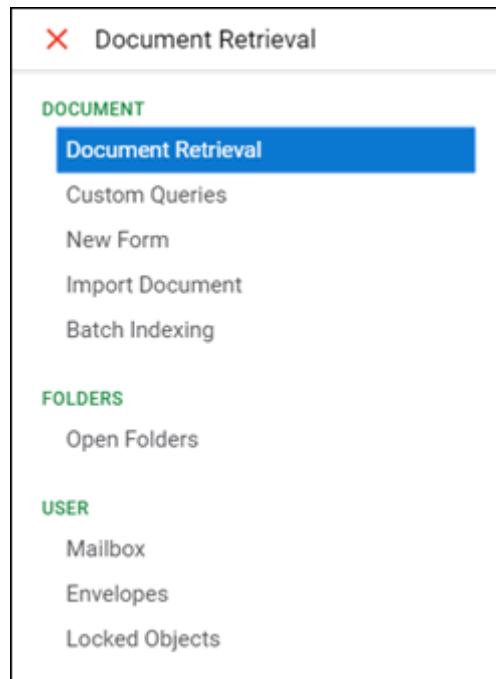 Document Retrieval
DOCUMENT
Document Retrieval
Custom Queries
New Form
Import Document
Batch Indexing
FOLDERS
Open Folders
USER
Mailbox
Envelopes
Locked Objects